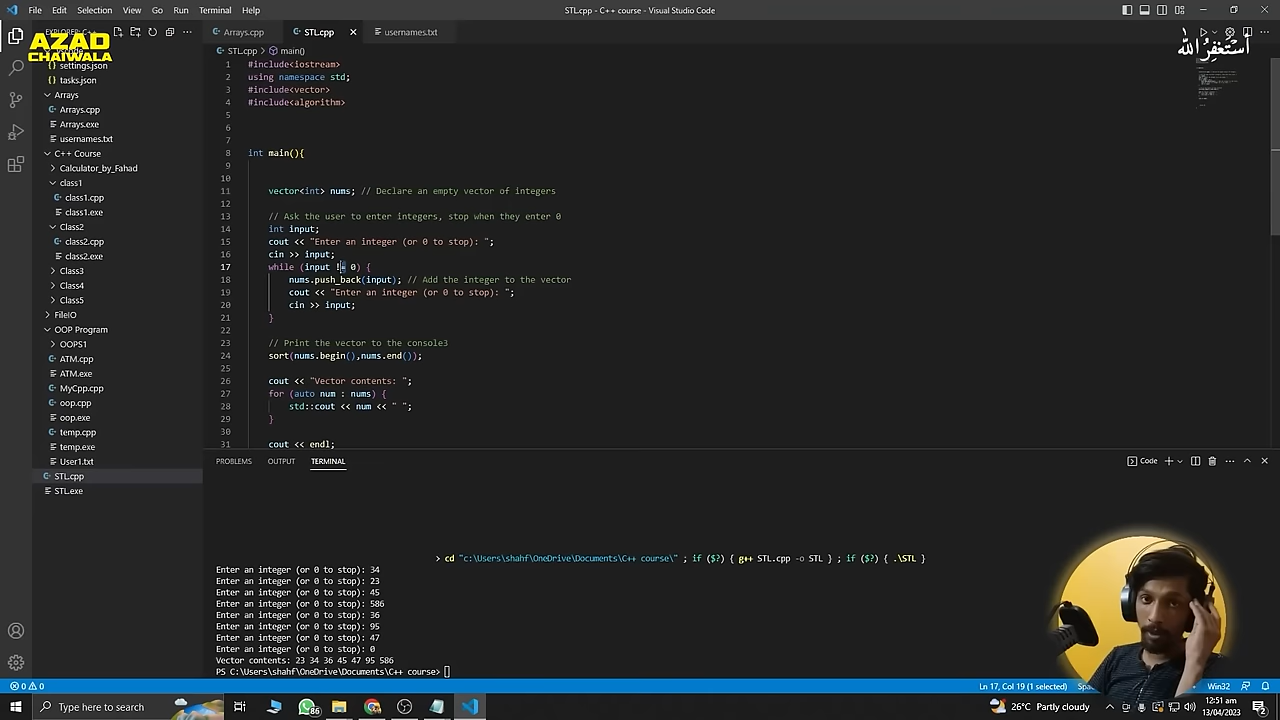 File Edit Selection View Go Run Terminal Help
STL.cpp - C++ course - Visual Studio Code
AZAD
CHAIWALA
أستغفر الله
Arrays.cpp
STL.cpp
usernames.txt
STL.cpp > main()
settings.json
tasks.json
Arrays
Arrays.cpp
Arrays.exe
usernames.txt
C++ Course
Calculator_by_Fahad
class1
class1.cpp
class1.exe
Class2
class2.cpp
class2.exe
Class3
Class4
Class5
FileIO
OOP Program
OOPS1
ATM.cpp
ATM.exe
MyCpp.cpp
oop.cpp
oop.exe
temp.cpp
temp.exe
User1.txt
STL.cpp
STL.exe
1 #include<iostream>
2 using namespace std;
3 #include<vector>
4 #include<algorithm>
5
6
7
8 int main(){
9
10
11 vector<int> nums; // Declare an empty vector of integers
12
13 // Ask the user to enter integers, stop when they enter 0
14 int input;
15 cout << "Enter an integer (or 0 to stop): ";
16 cin >> input;
17 while (input != 0) {
18 nums.push_back(input); // Add the integer to the vector
19 cout << "Enter an integer (or 0 to stop): ";
20 cin >> input;
21 }
22
23 // Print the vector to the console3
24 sort(nums.begin(),nums.end());
25
26 cout << "Vector contents: ";
27 for (auto num : nums) {
28 std::cout << num << " ";
29 }
30
31 cout << endl;
PROBLEMS OUTPUT TERMINAL
Code
> cd "c:\Users\shahf\OneDrive\Documents\C++ course\" ; if ($?) { g++ STL.cpp -o STL } ; if ($?) { .\STL }
Enter an integer (or 0 to stop): 34
Enter an integer (or 0 to stop): 23
Enter an integer (or 0 to stop): 45
Enter an integer (or 0 to stop): 586
Enter an integer (or 0 to stop): 36
Enter an integer (or 0 to stop): 95
Enter an integer (or 0 to stop): 47
Enter an integer (or 0 to stop): 0
Vector contents: 23 34 36 45 47 95 586
PS C:\Users\shahf\OneDrive\Documents\C++ course>
0 0
Ln 17, Col 19 (1 selected)
Win32
Type here to search
86
26°C Partly cloudy
12:51 am
13/04/2023
2